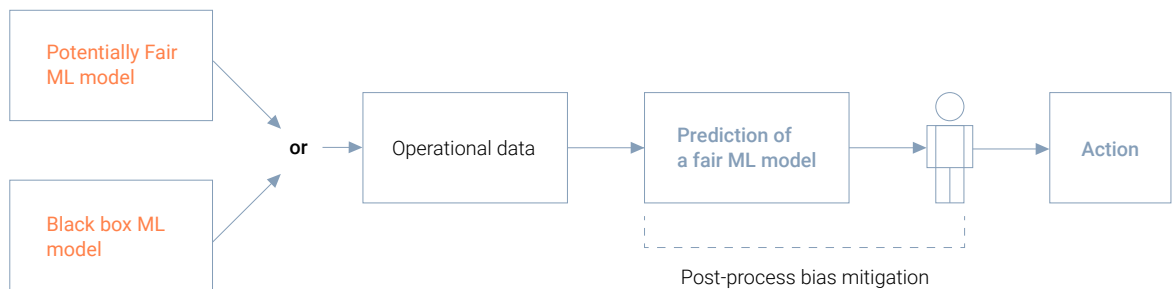 Potentially Fair
ML model
or
Operational data
Prediction of
a fair ML model
Action
Black box ML
model
Post-process bias mitigation